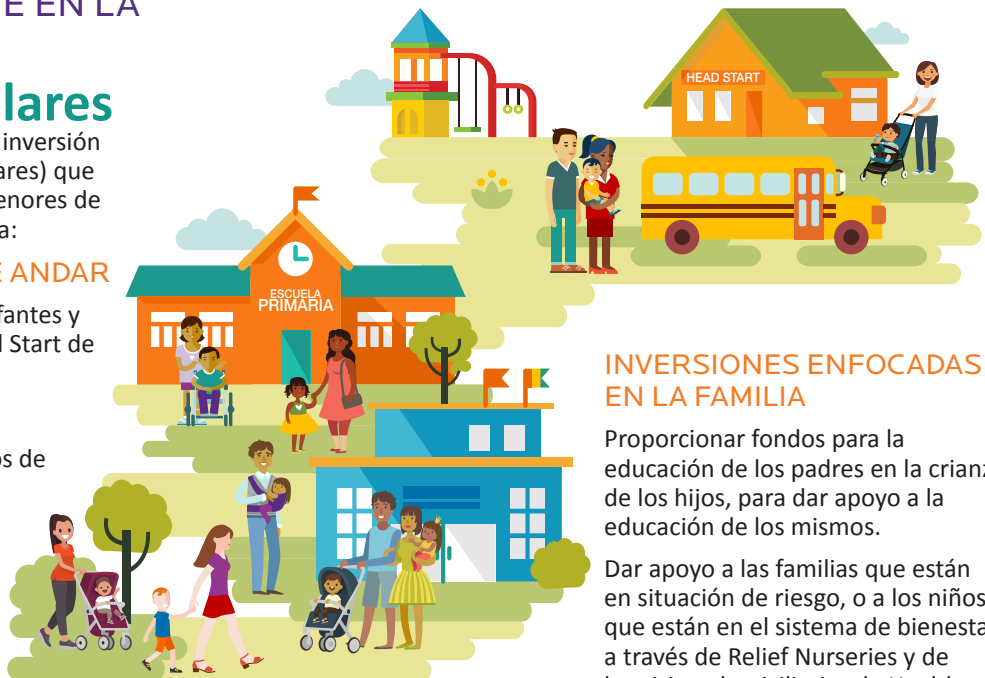 E EN LA
lares
inversión
ares) que
enores de
a:
E ANDAR
fantes y
d Start de
os de
HEAD START
ESCUELA
PRIMARIA
INVERSIONES ENFOCADAS
EN LA FAMILIA
Proporcionar fondos para la
educación de los padres en la crianz
de los hijos, para dar apoyo a la
educación de los mismos.
Dar apoyo a las familias que están
en situación de riesgo, o a los niños
que están en el sistema de bienesta
a través de Relief Nurseries y de